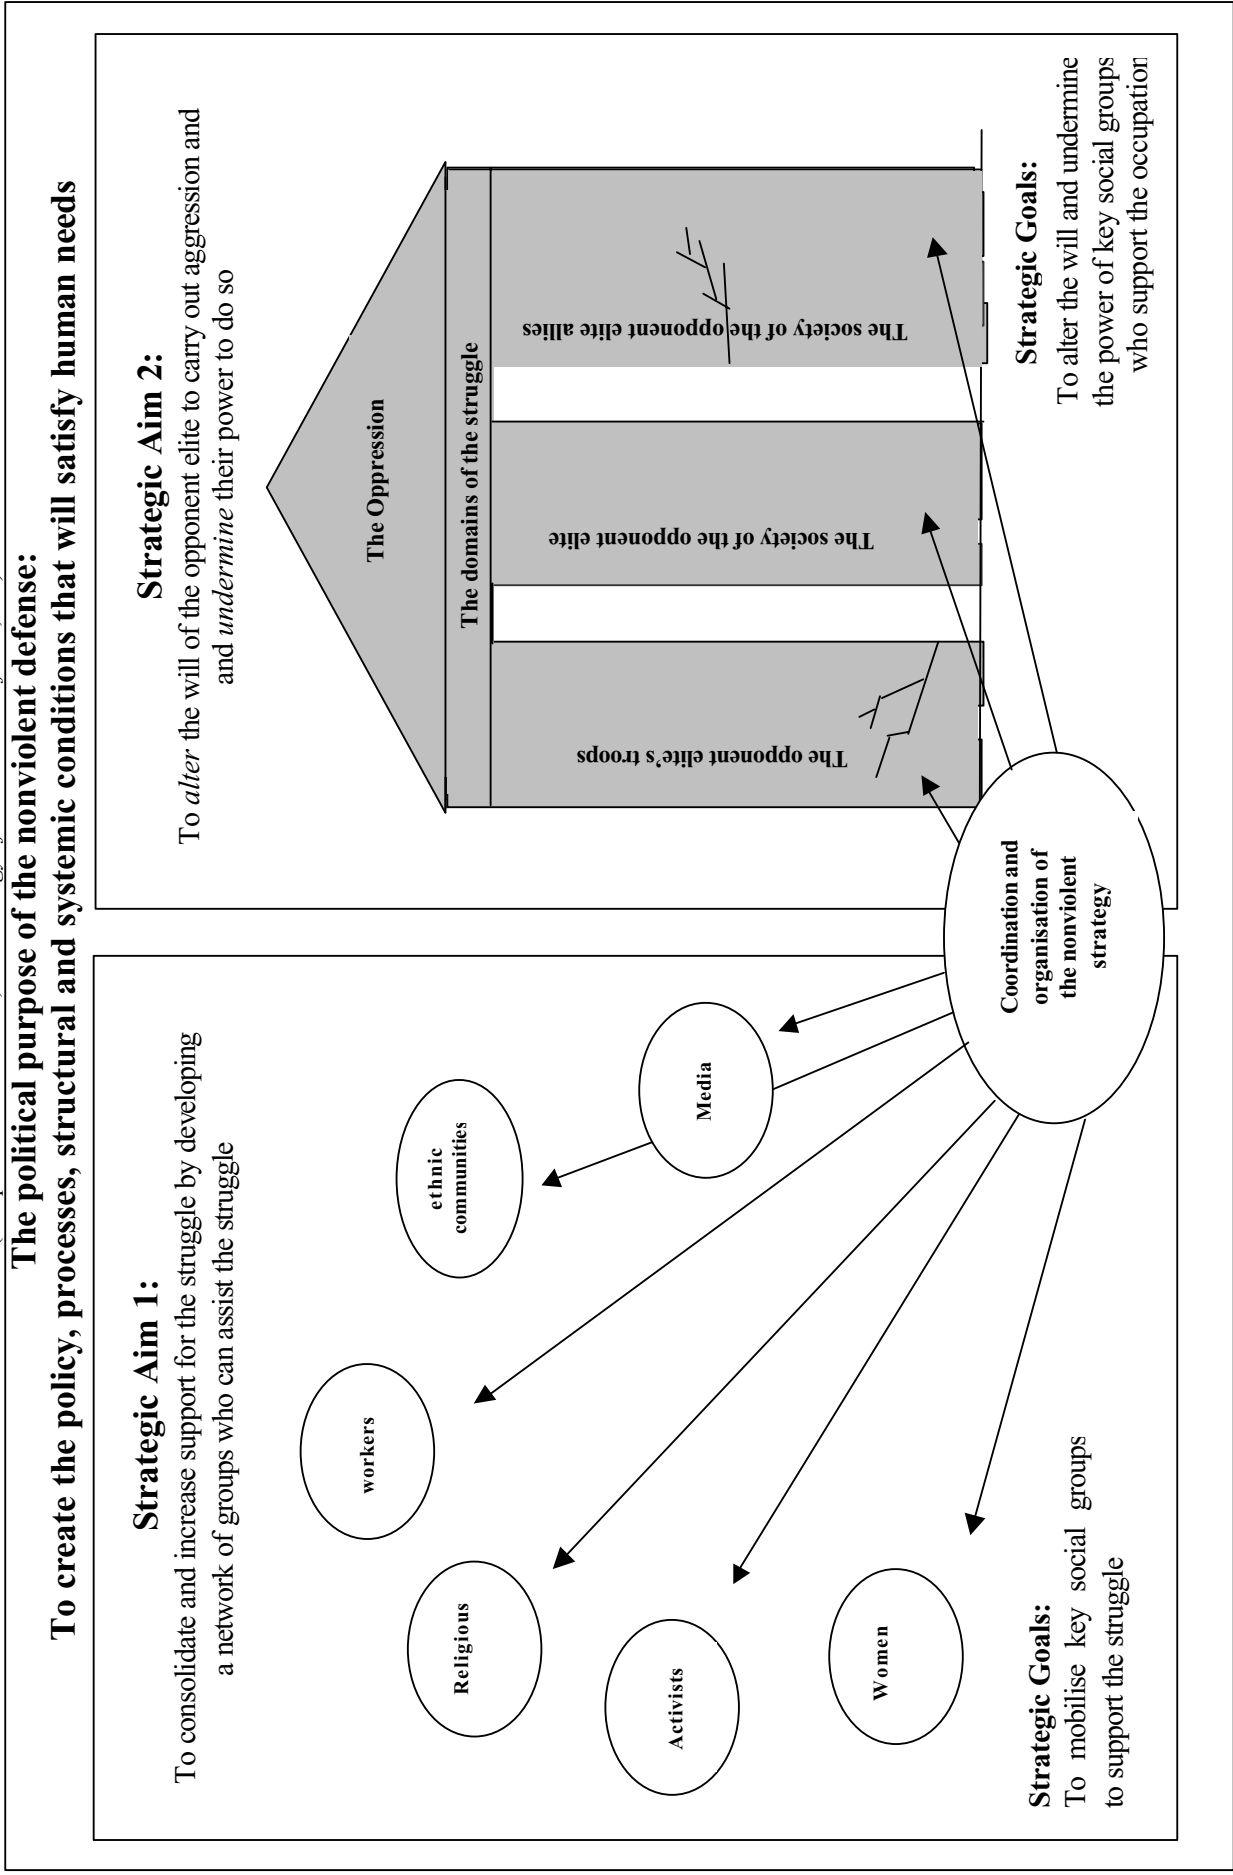 The political purpose of the nonviolent defense:
To create the policy, processes, structural and systemic conditions that will satisfy human needs
Strategic Aim 1:
To consolidate and increase support for the struggle by developing
a network of groups who can assist the struggle
workers
ethnic
communities
Religious
Media
Activists
Women
Strategic Goals:
To mobilise key social groups
to support the struggle
Coordination and
organisation of
the nonviolent
strategy
Strategic Aim 2:
To alter the will of the opponent elite to carry out aggression and
and undermine their power to do so
The Oppression
The domains of the struggle
The opponent elite's troops
The society of the opponent elite
The society of the opponent elite allies
Strategic Goals:
To alter the will and undermine
the power of key social groups
who support the occupation